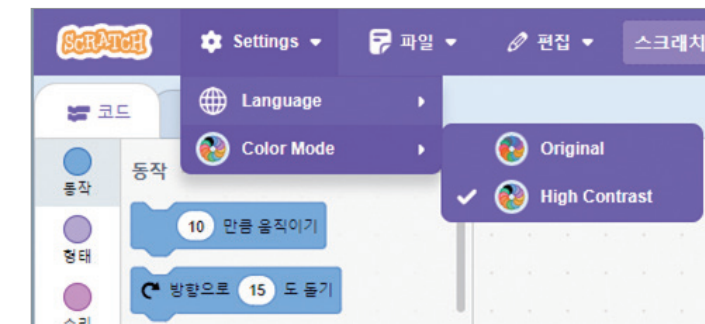 SCRATCH Settings 파일 편집 스크래치
Language
Color Mode
Original
High Contrast
코드
동작
형태
동작
10 만큼 움직이기
방향으로 15 도 돌기